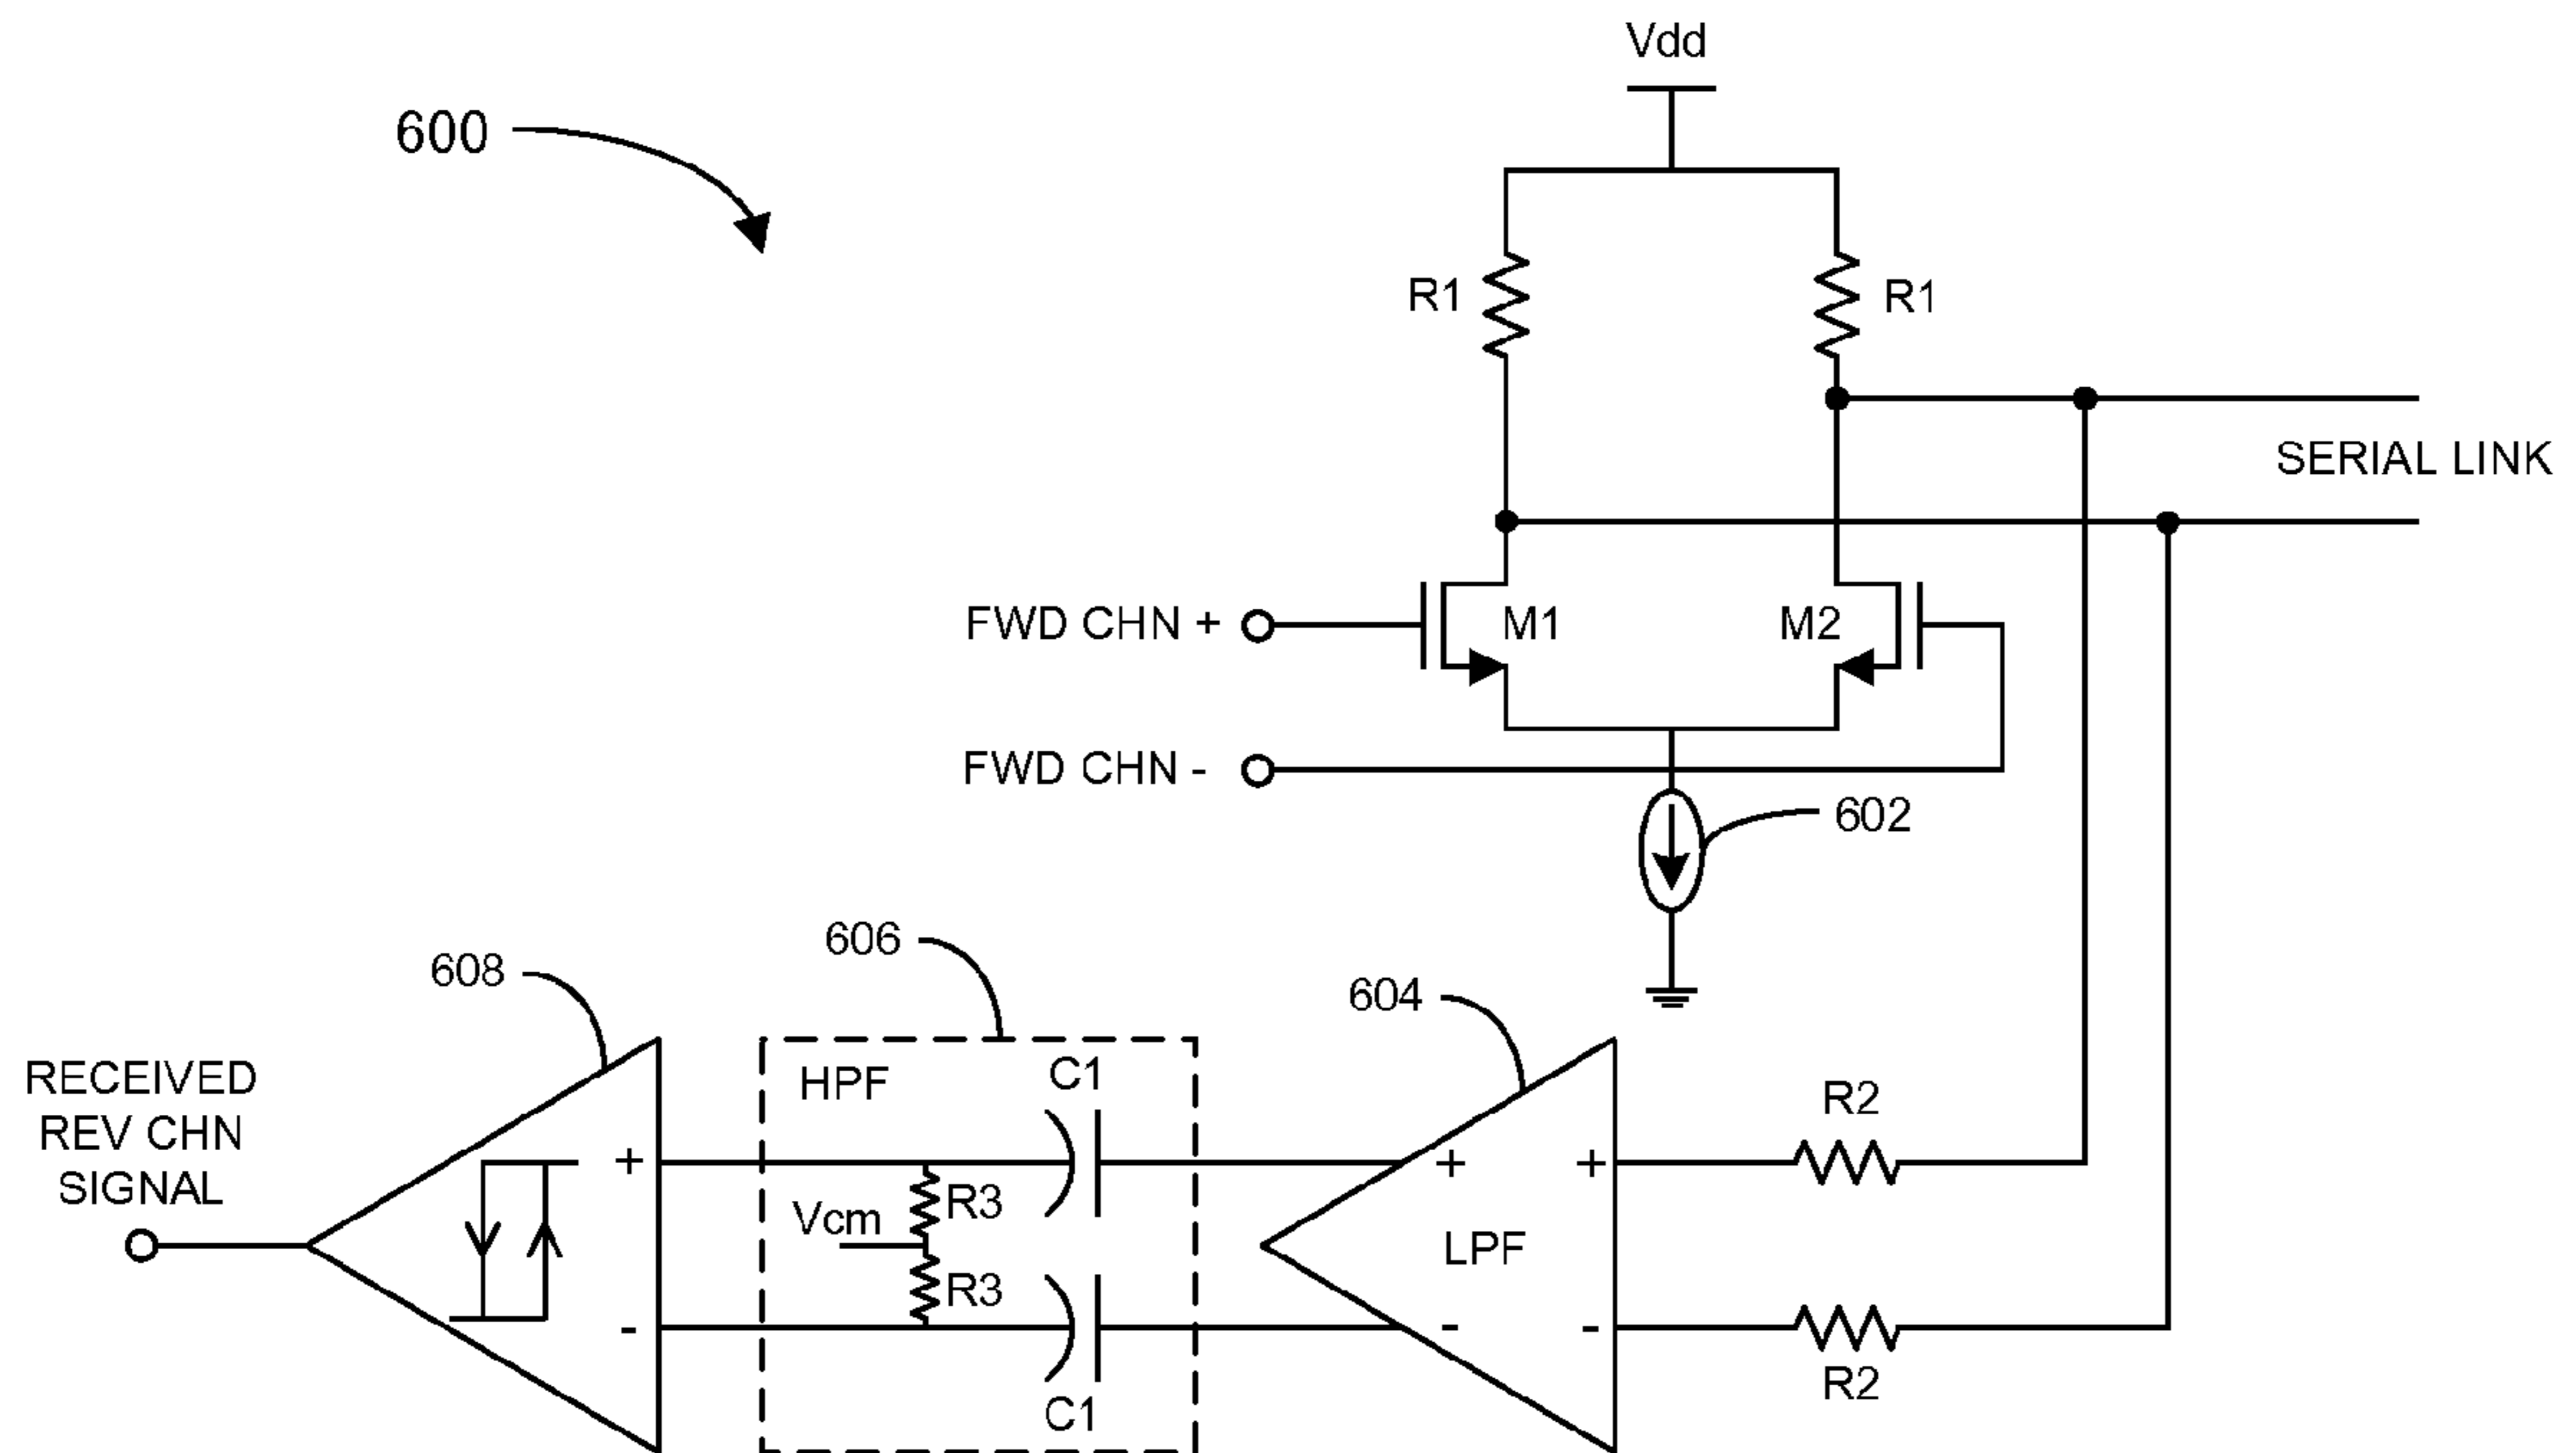 Vdd
600
R1
R1
SERIAL LINK
FWD CHN +
M1
M2
FWD CHN -
602
606
608
604
RECEIVED
REV CHN
SIGNAL
HPF
C1
R2
+
+
+
R3
Vcm
LPF
R3
-
-
-
C1
R2